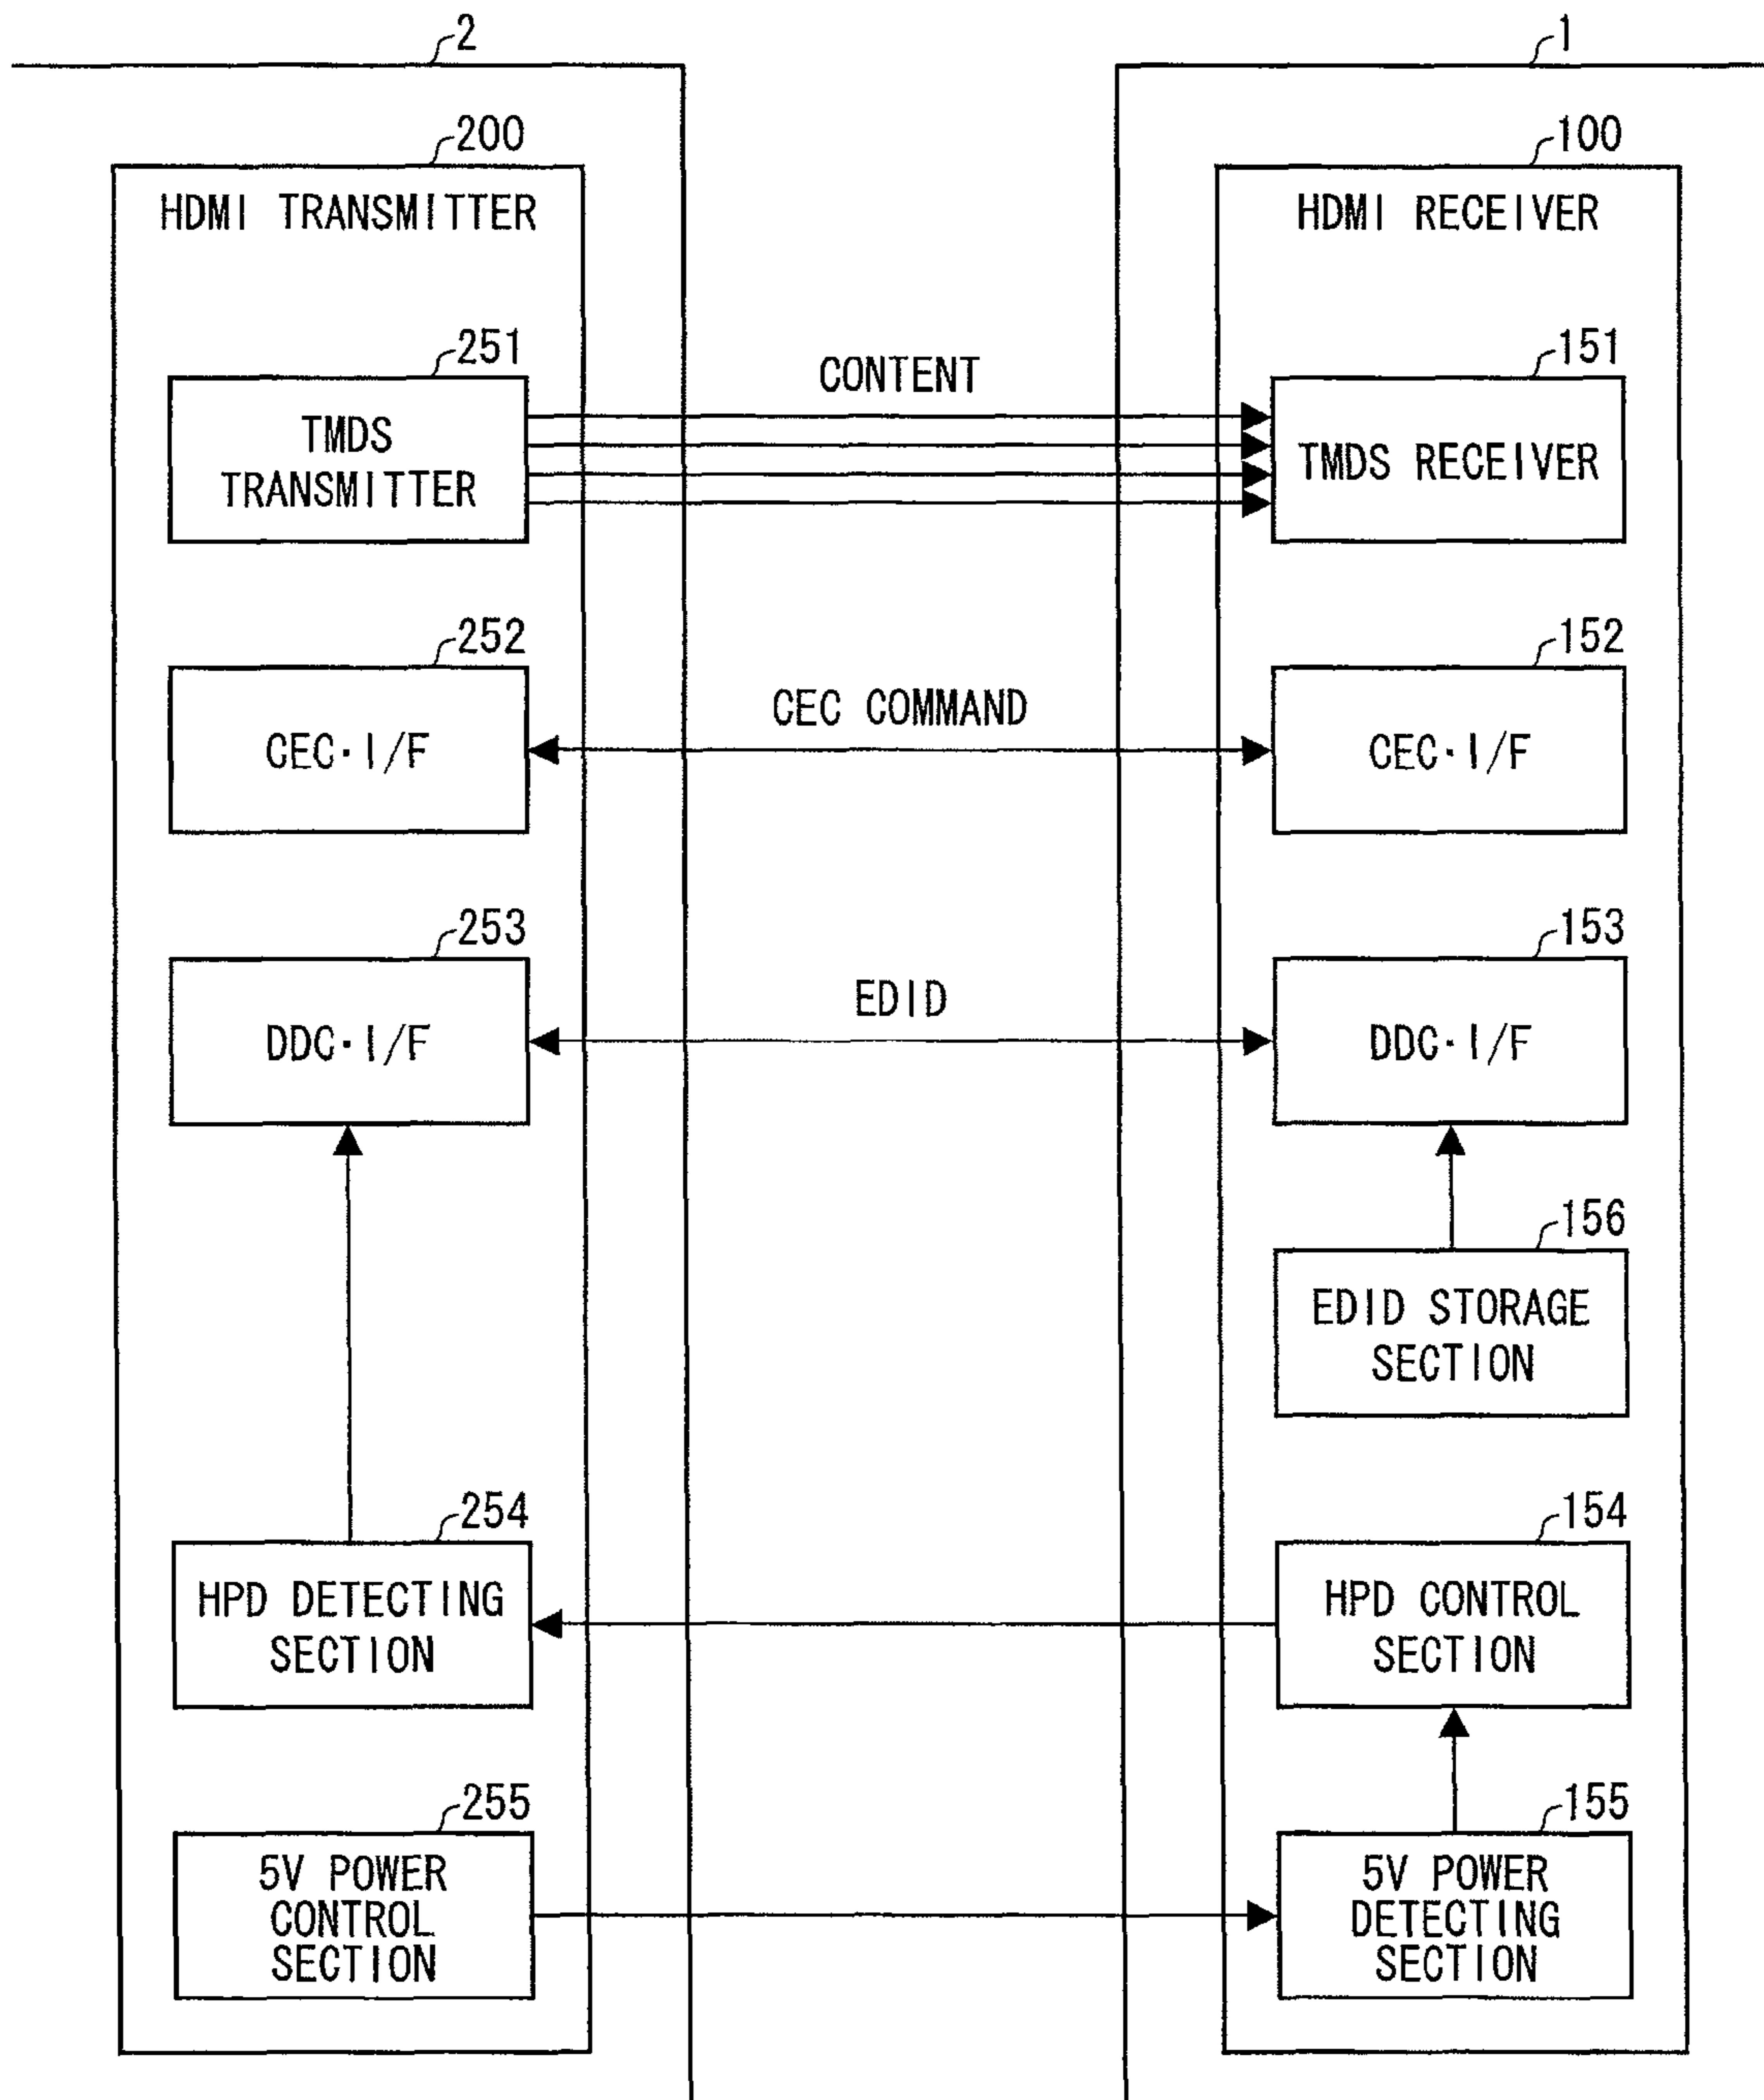 2
1
200
100
HDMI TRANSMITTER
HDMI RECEIVER
251
CONTENT
151
TMDS
TRANSMITTER
TMDS RECEIVER
252
152
CEC COMMAND
CEC·I/F
CEC·I/F
253
153
EDID
DDC·I/F
DDC·I/F
156
EDID STORAGE
SECTION
254
154
HPD DETECTING
SECTION
HPD CONTROL
SECTION
255
155
5V POWER
CONTROL
SECTION
5V POWER
DETECTING
SECTION